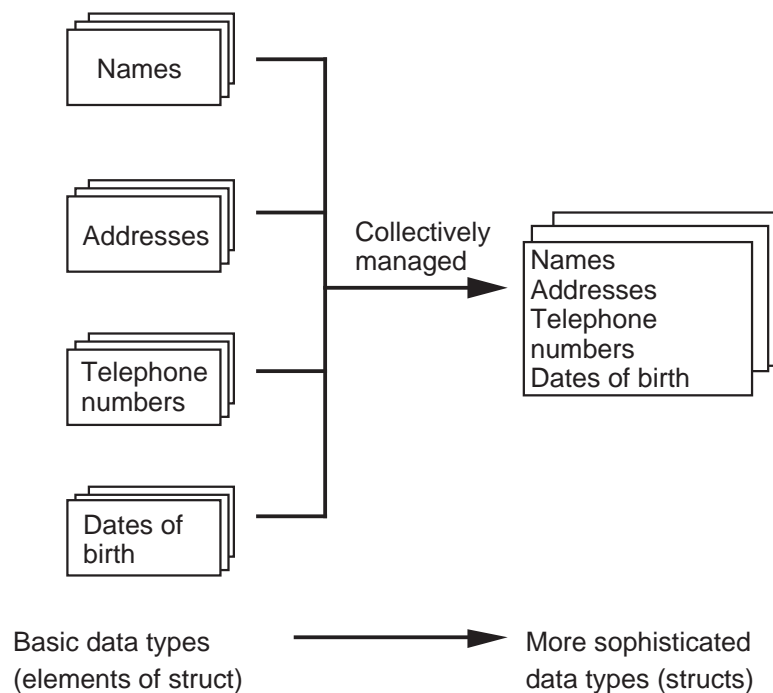 Names
Addresses
Telephone
numbers
Dates of
birth
Collectively
managed
Names
Addresses
Telephone
numbers
Dates of birth
Basic data types
(elements of struct)
More sophisticated
data types (structs)